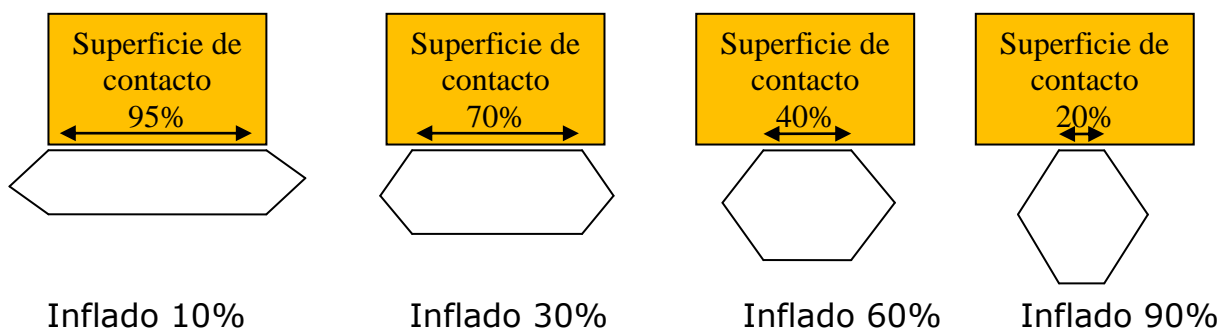 Superficie de
contacto
95%
Superficie de
contacto
70%
Superficie de
contacto
40%
Superficie de
contacto
20%
Inflado 10%
Inflado 30%
Inflado 60%
Inflado 90%